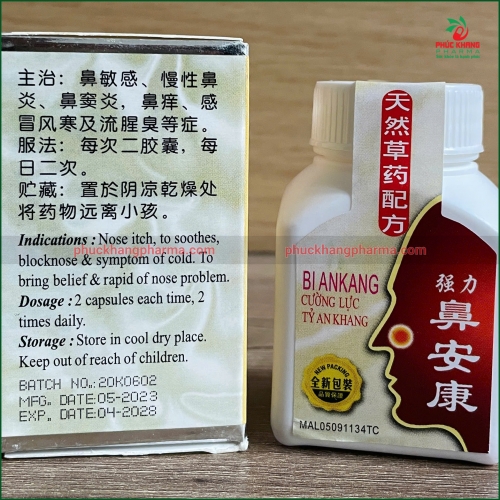 PHÚC KHANG
PHARMA
主治：鼻敏感、慢性鼻
炎、鼻窦炎，鼻痒、感
冒风寒及流腥臭等症。
服法：每次二胶囊，每
日二次。
贮藏：置於阴凉乾燥处
将药物远离小孩。
Indications : Nose itch, to soothes,
blocknose & symptom of cold. To
bring belief & rapid of nose problem.
Dosage : 2 capsules each time, 2
times daily.
Storage : Store in cool dry place.
Keep out of reach of children.
BATCH NO.:20K0602
MFG. DATE:05-2023
EXP. DATE:04-2028
phuckhangpharma.com
phuckhangpharma.com
天然草药配方
BI ANKANG
CƯỜNG LỰC
TỶ AN KHANG
强力
鼻安康
NEW PACKING
全新包装
品質保證
MAL05091134TC